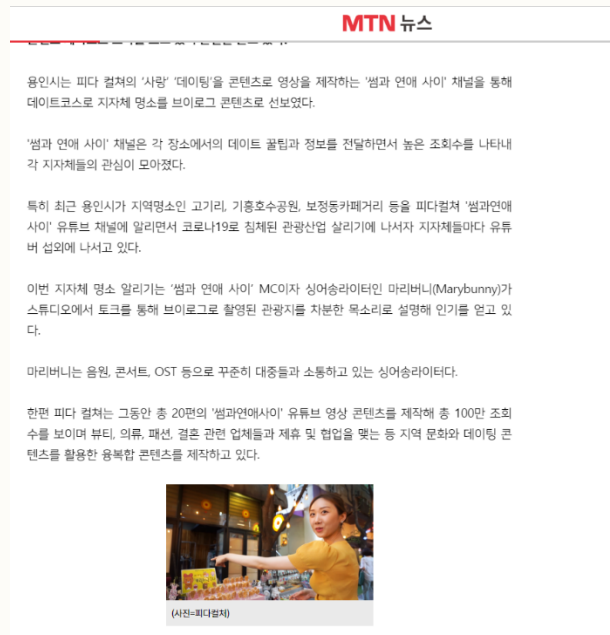 MTN 뉴스
용인시는 피다 컬쳐의 '사랑' '데이팅'을 콘텐츠로 영상을 제작하는 '썸과 연애 사이' 채널을 통해
데이트코스로 지자체 명소를 브이로그 콘텐츠로 선보였다.
'썸과 연애 사이' 채널은 각 장소에서의 데이트 꿀팁과 정보를 전달하면서 높은 조회수를 나타내
각 지자체들의 관심이 모아졌다.
특히 최근 용인시가 지역명소인 고기리, 기흥호수공원, 보정동카페거리 등을 피다컬쳐 '썸과연애
사이' 유튜브 채널에 알리면서 코로나19로 침체된 관광산업 살리기에 나서자 지자체들마다 유튜
버 섭외에 나서고 있다.
이번 지자체 명소 알리기는 '썸과 연애 사이' MC이자 싱어송라이터인 마리버니(Marybunny)가
스튜디오에서 토크를 통해 브이로그로 촬영된 관광지를 차분한 목소리로 설명해 인기를 얻고 있
다.
마리버니는 음원, 콘서트, OST 등으로 꾸준히 대중들과 소통하고 있는 싱어송라이터다.
한편 피다 컬쳐는 그동안 총 20편의 '썸과연애사이' 유튜브 영상 콘텐츠를 제작해 총 100만 조회
수를 보이며 뷰티, 의류, 패션, 결혼 관련 업체들과 제휴 및 협업을 맺는 등 지역 문화와 데이팅 콘
텐츠를 활용한 융복합 콘텐츠를 제작하고 있다.
(사진=피다컬처)